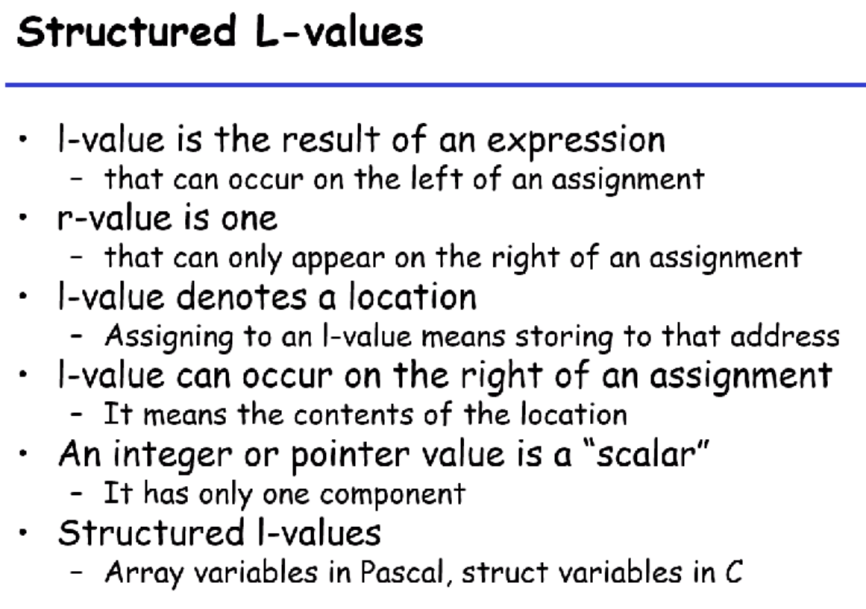 Structured L-values
• l-value is the result of an expression
– that can occur on the left of an assignment
• r-value is one
– that can only appear on the right of an assignment
• l-value denotes a location
– Assigning to an l-value means storing to that address
• l-value can occur on the right of an assignment
– It means the contents of the location
• An integer or pointer value is a “scalar”
– It has only one component
• Structured l-values
– Array variables in Pascal, struct variables in C